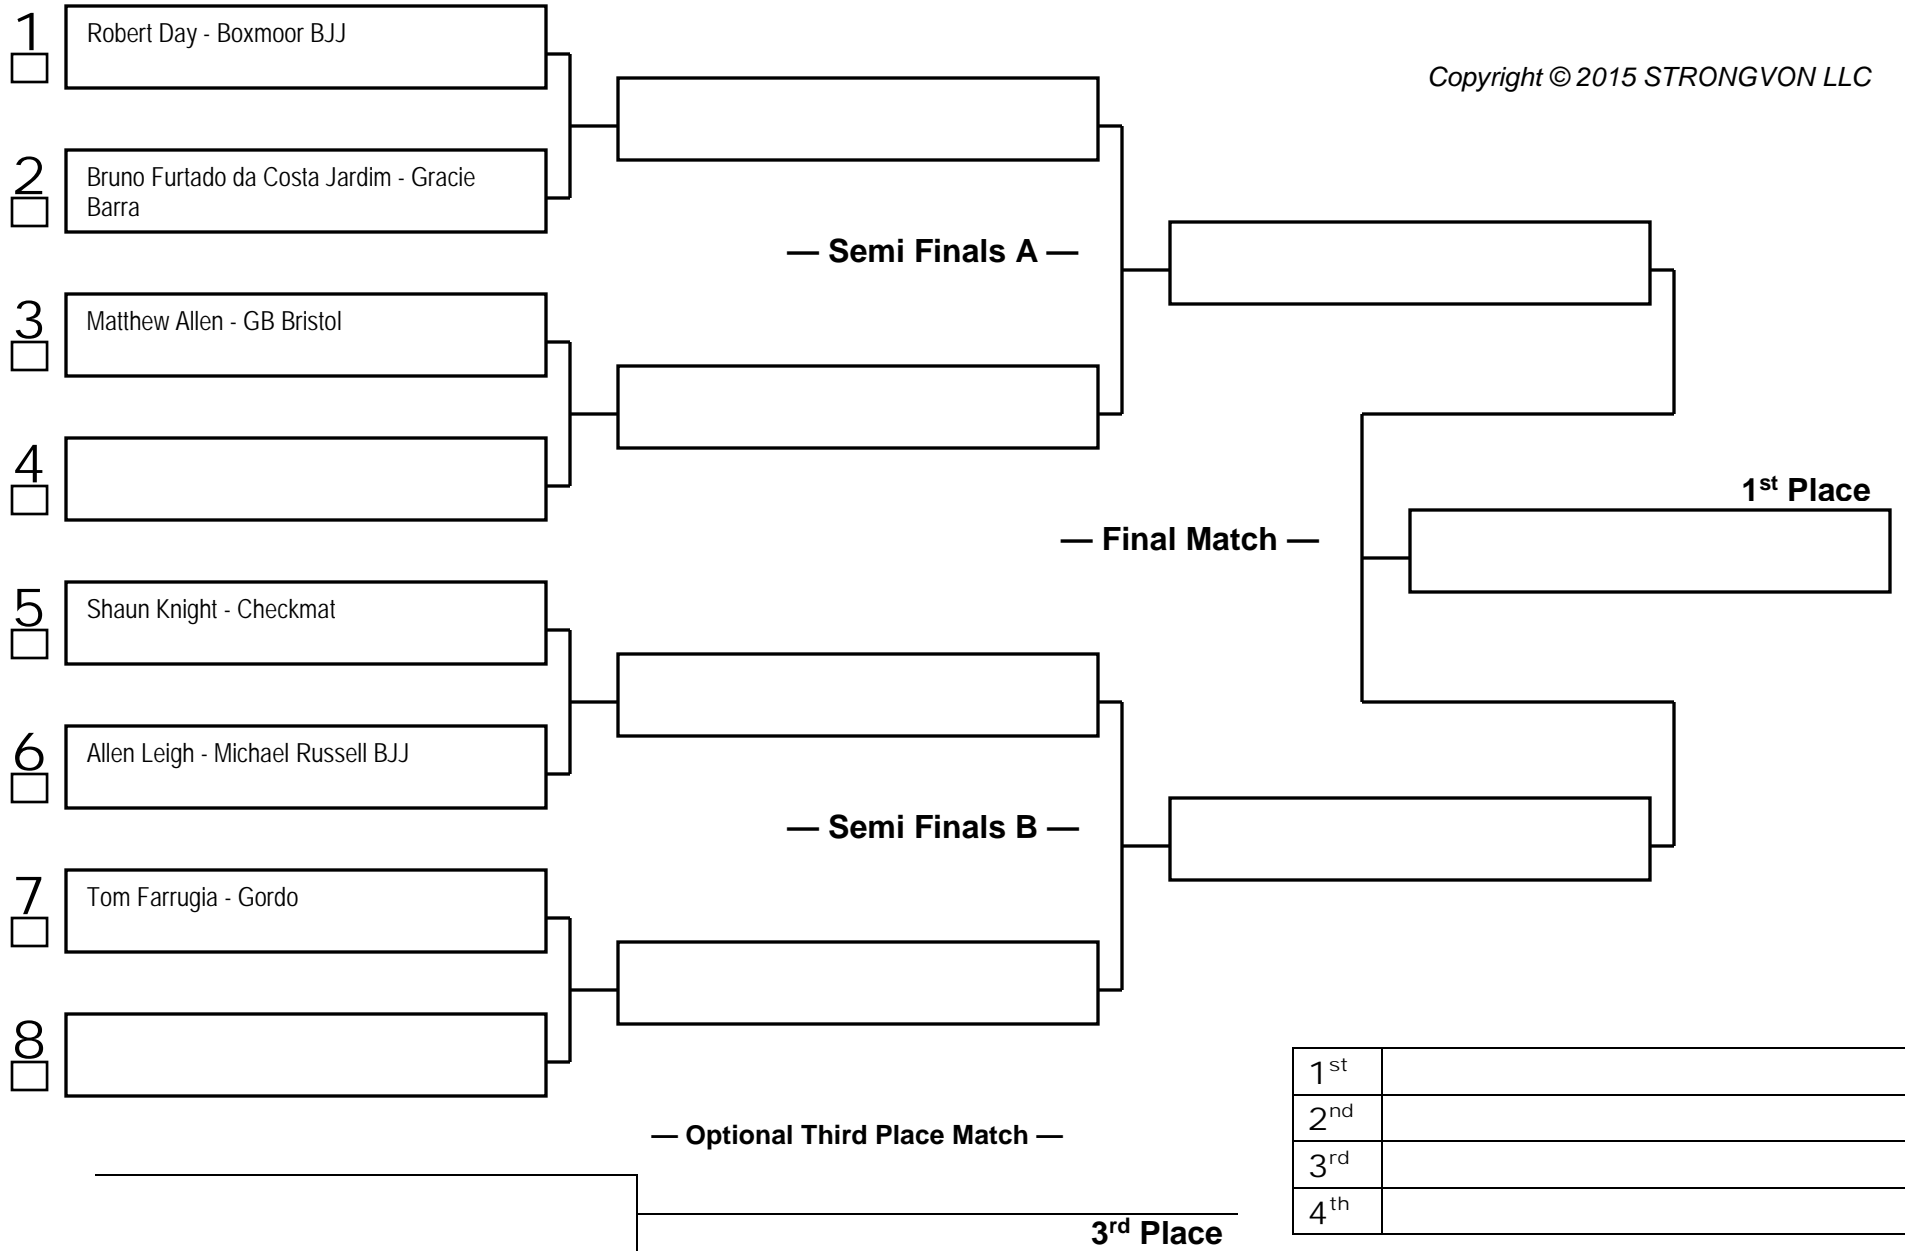 1
Robert Day - Boxmoor BJJ
Copyright © 2015 STRONGVON LLC
2
Bruno Furtado da Costa Jardim - Gracie
Barra
— Semi Finals A —
3
Matthew Allen - GB Bristol
4
1st Place
— Final Match —
5
Shaun Knight - Checkmat
6
Allen Leigh - Michael Russell BJJ
— Semi Finals B —
7
Tom Farrugia - Gordo
8
1st
2nd
— Optional Third Place Match —
3rd
4th
3rd Place